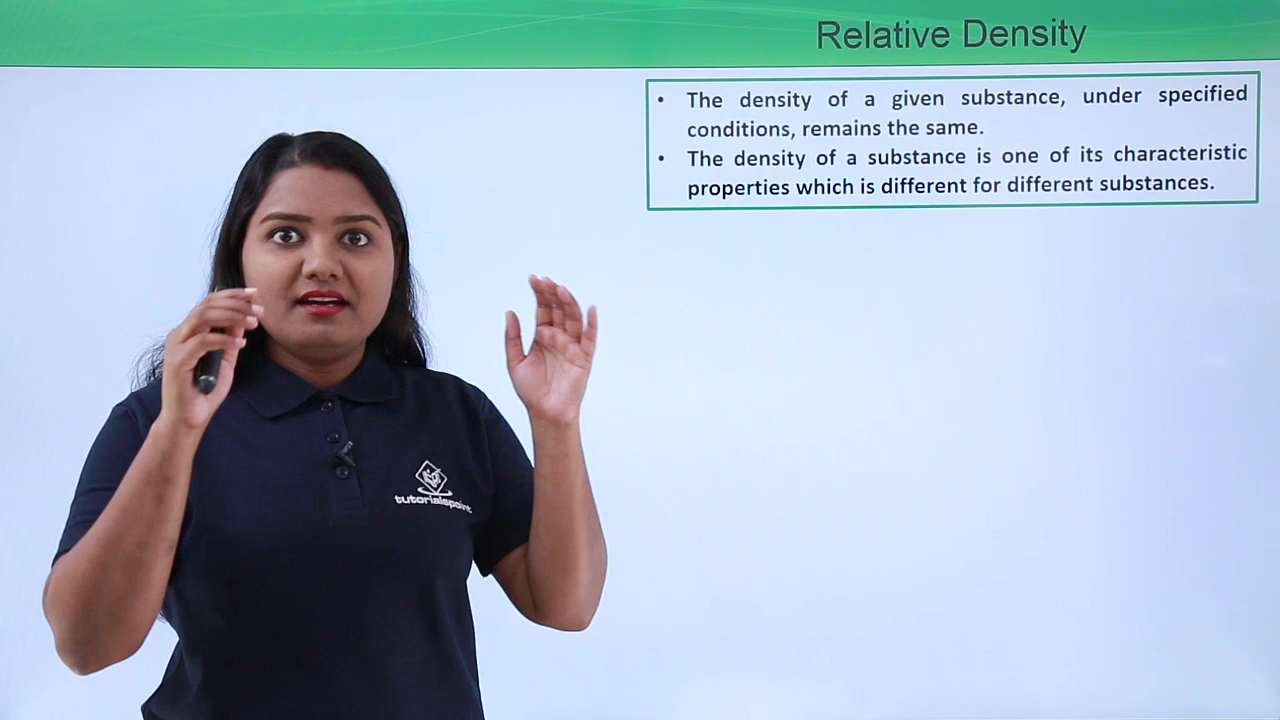 Relative Density
• The density of a given substance, under specified
conditions, remains the same.
• The density of a substance is one of its characteristic
properties which is different for different substances.
tutorialspoint